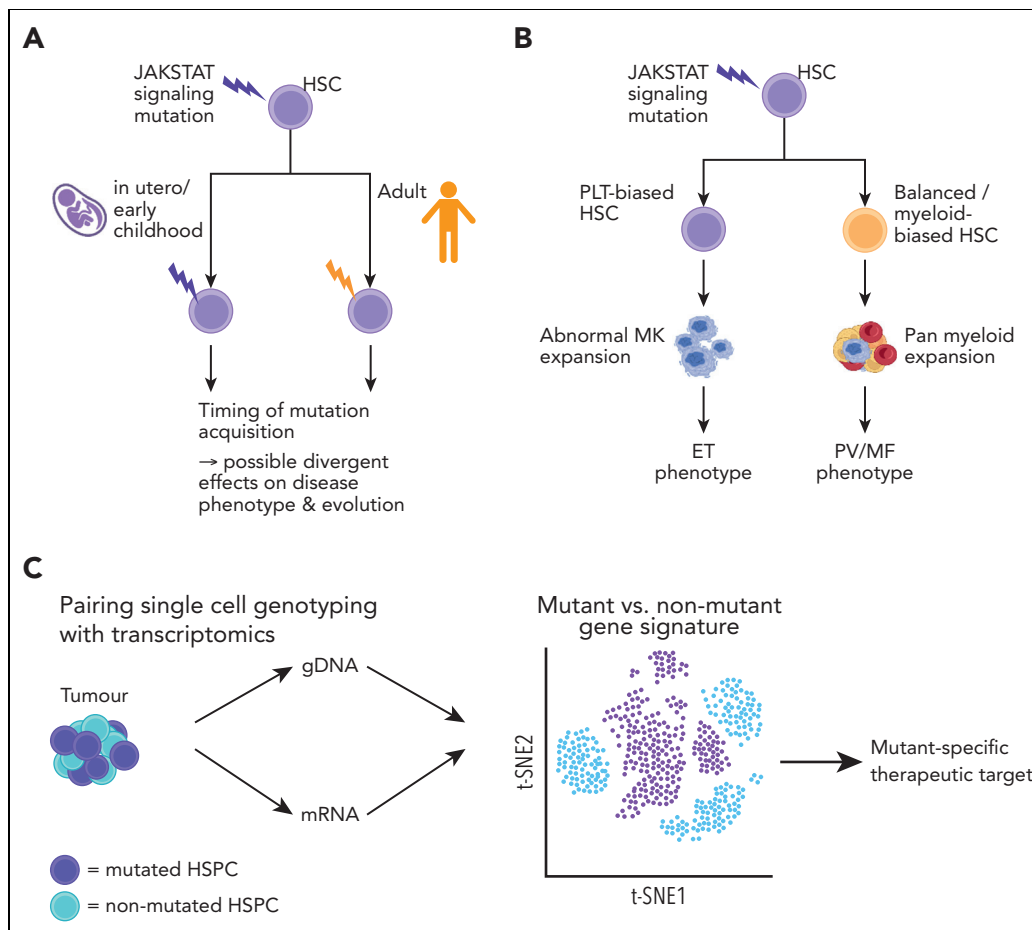 A
JAKSTAT
signaling
mutation
HSC
in utero/
early
childhood
Adult
Timing of mutation
acquisition
→ possible divergent
effects on disease
phenotype & evolution
B
JAKSTAT
signaling
mutation
HSC
PLT-biased
HSC
Balanced /
myeloid-
biased HSC
Abnormal MK
expansion
Pan myeloid
expansion
ET
phenotype
PV/MF
phenotype
C
Pairing single cell genotyping
with transcriptomics
Tumour
gDNA
mRNA
= mutated HSPC
= non-mutated HSPC
Mutant vs. non-mutant
gene signature
t-SNE2
t-SNE1
Mutant-specific
therapeutic target